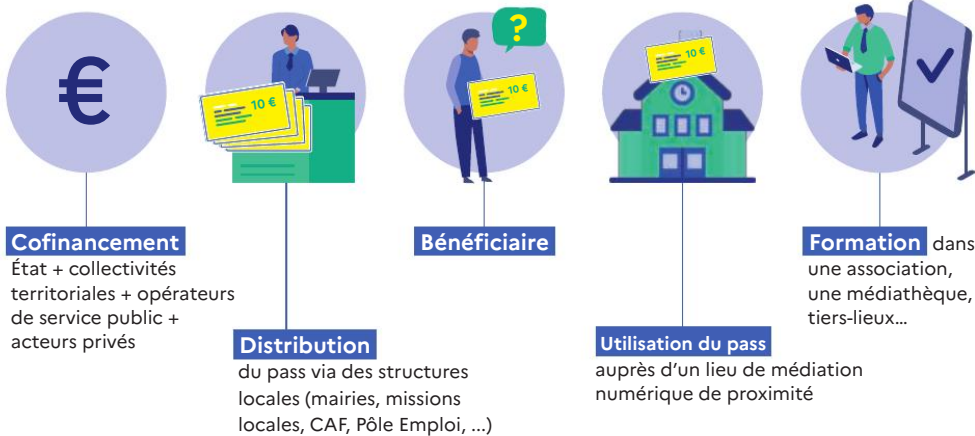 €
10 €
?
10 €
10 €
Cofinancement
État + collectivités
territoriales + opérateurs
de service public +
acteurs privés
Distribution
du pass via des structures
locales (mairies, missions
locales, CAF, Pôle Emploi, ...)
Bénéficiaire
Utilisation du pass
auprès d’un lieu de médiation
numérique de proximité
Formation dans
une association,
une médiathèque,
tiers-lieux…